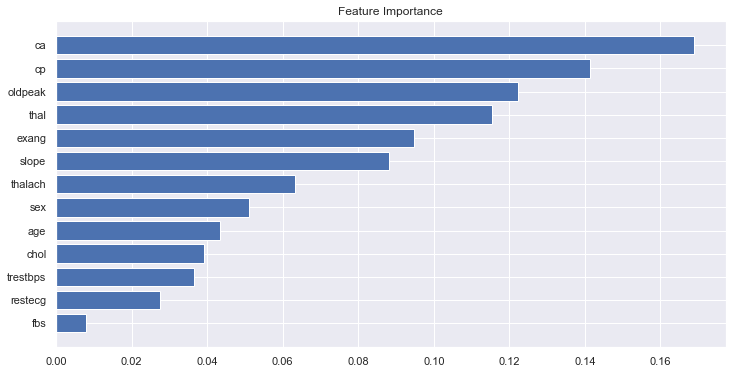 Feature Importance
ca
cp
oldpeak
thal
exang
slope
thalach
sex
age
chol
trestbps
restecg
fbs
0.00 0.02 0.04 0.06 0.08 0.10 0.12 0.14 0.16